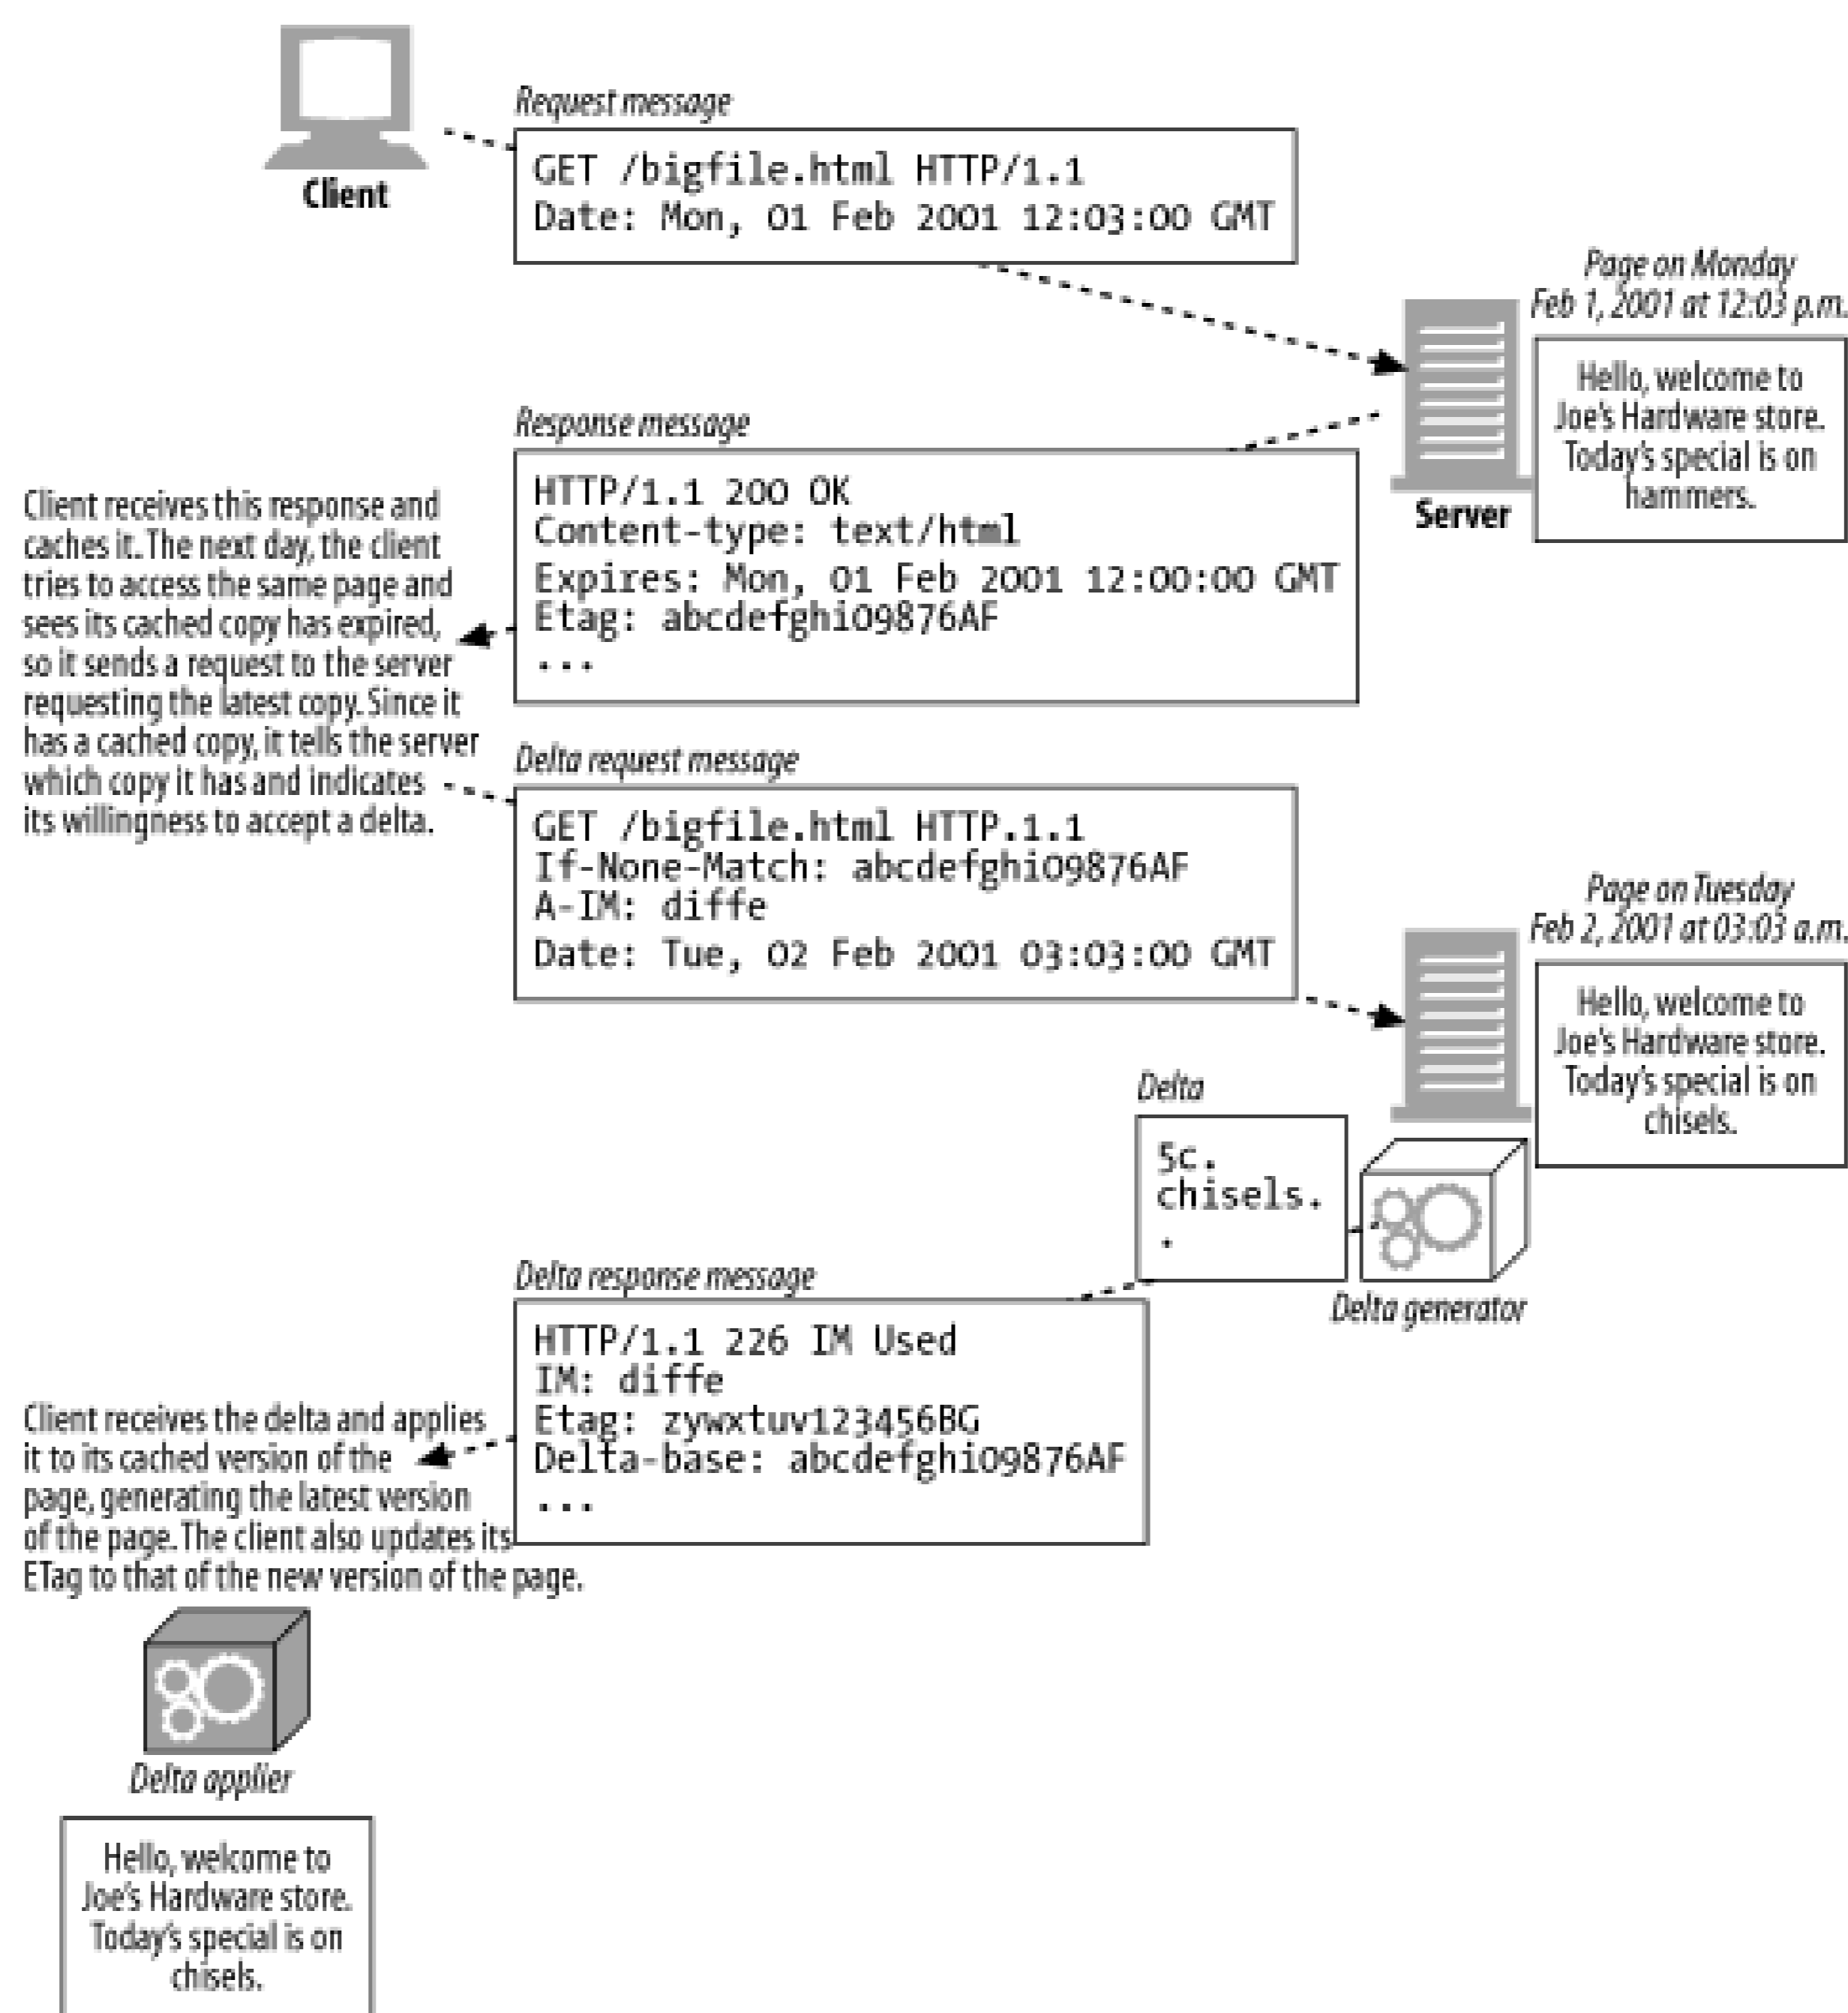 Client
Request message
GET /bigfile.html HTTP/1.1
Date: Mon, 01 Feb 2001 12:03:00 GMT
Page on Monday
Feb 1, 2001 at 12:03 p.m.
Hello, welcome to
Joe's Hardware store.
Today's special is on
hammers.
Server
Response message
HTTP/1.1 200 OK
Content-type: text/html
Expires: Mon, 01 Feb 2001 12:00:00 GMT
Etag: abcdefghi09876AF
...
Client receives this response and
caches it. The next day, the client
tries to access the same page and
sees its cached copy has expired,
so it sends a request to the server
requesting the latest copy. Since it
has a cached copy, it tells the server
which copy it has and indicates
its willingness to accept a delta.
Delta request message
GET /bigfile.html HTTP.1.1
If-None-Match: abcdefghi09876AF
A-IM: diffe
Date: Tue, 02 Feb 2001 03:03:00 GMT
Page on Tuesday
Feb 2, 2001 at 03:03 a.m.
Hello, welcome to
Joe's Hardware store.
Today's special is on
chisels.
Delta
5c.
chisels.
.
Delta generator
Delta response message
HTTP/1.1 226 IM Used
IM: diffe
Etag: zywxtuv123456BG
Delta-base: abcdefghi09876AF
...
Client receives the delta and applies
it to its cached version of the
page, generating the latest version
of the page. The client also updates its
ETag to that of the new version of the page.
Delta applier
Hello, welcome to
Joe's Hardware store.
Today's special is on
chisels.